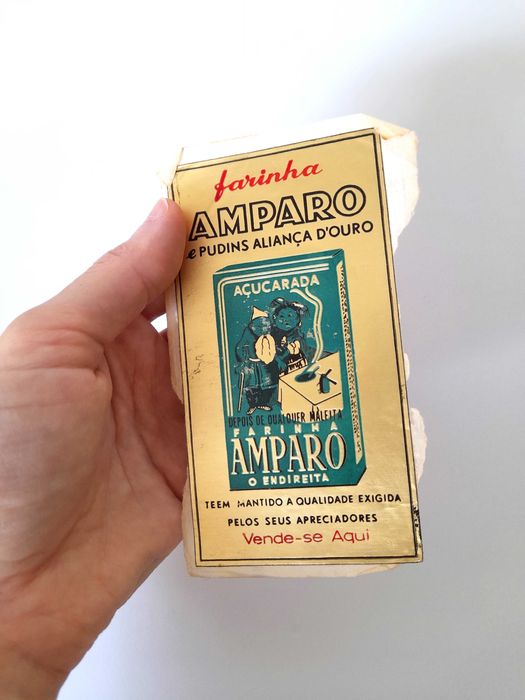 farinha
AMPARO
e PUDINS ALIANÇA D'OURO
AÇUCARADA
DEPOIS DE QUALQUER MALEITA
FARINHA
AMPARO
O ENDIREITA
TEEM MANTIDO A QUALIDADE EXIGIDA
PELOS SEUS APRECIADORES
Vende-se Aqui